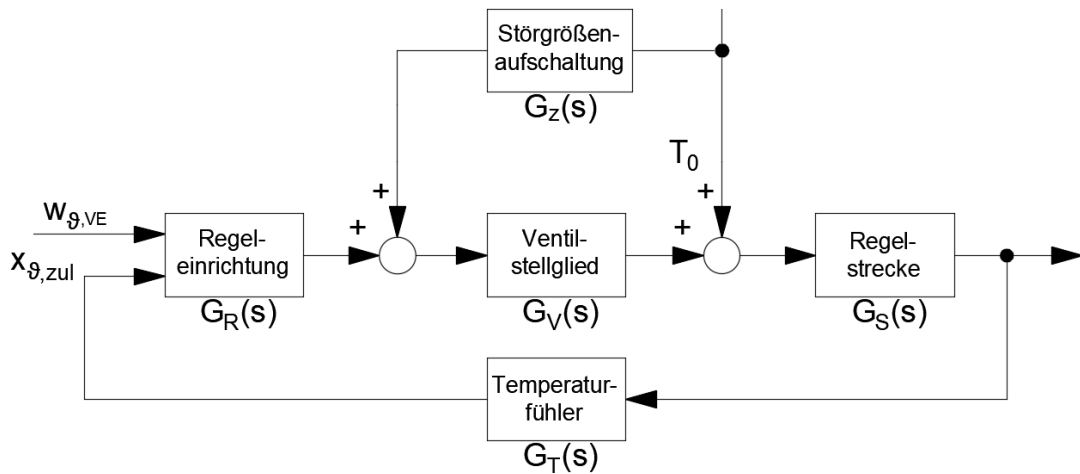 Störgrößen-
aufschaltung
G_Z(s)
T_0
+
+
+
+
w_ϑ,VE
x_ϑ,zul
Regel-
einrichtung
G_R(s)
Ventil-
stellglied
G_V(s)
Regel-
strecke
G_S(s)
Temperatur-
fühler
G_T(s)